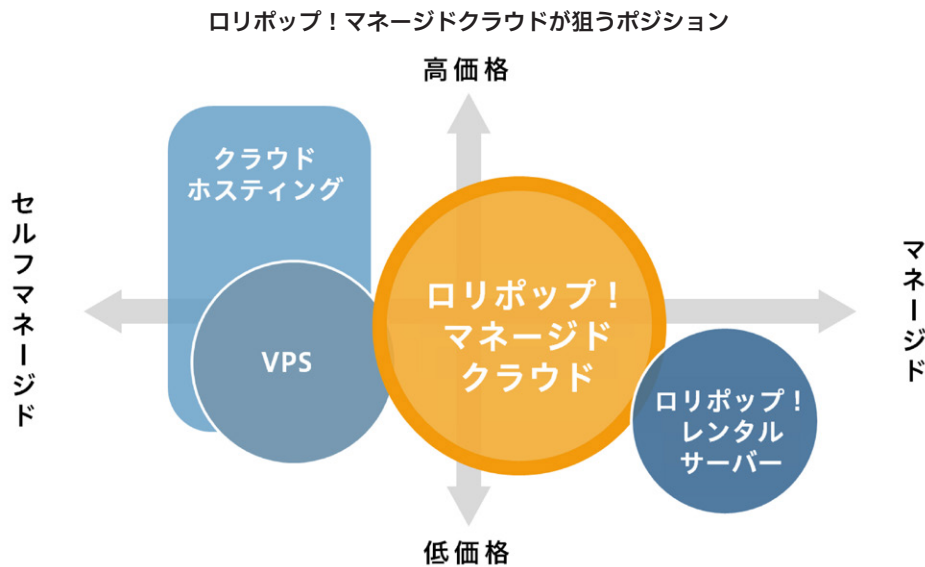 ロリポップ！マネージドクラウドが狙うポジション
高価格
クラウド
ホスティング
セルフマネージド
マネージド
ロリポップ！
マネージド
クラウド
VPS
ロリポップ！
レンタル
サーバー
低価格